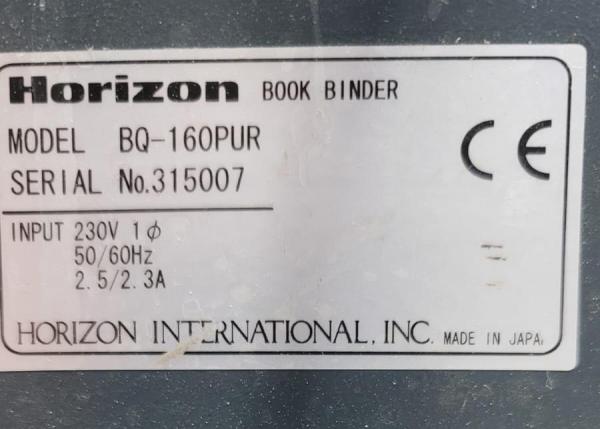 Horizon BOOK BINDER
MODEL BQ-160PUR
SERIAL No.315007
CE
INPUT 230V 1φ
50/60Hz
2.5/2.3A
HORIZON INTERNATIONAL, INC. MADE IN JAPAN